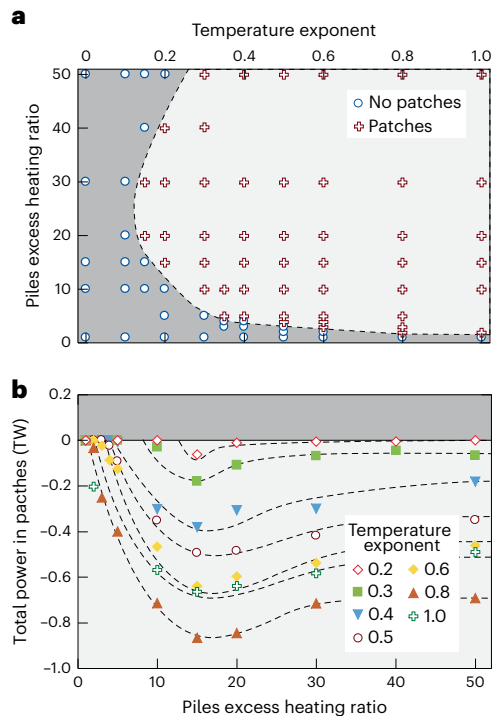 a
Temperature exponent
0 0.2 0.4 0.6 0.8 1.0
50
40
30
20
10
0
Piles excess heating ratio
No patches
Patches
b
0.2
0
−0.2
−0.4
−0.6
−0.8
−1.0
Total power in pacthes (TW)
Temperature
exponent
0.2 0.6
0.3 0.8
0.4 1.0
0.5
0 10 20 30 40 50
Piles excess heating ratio